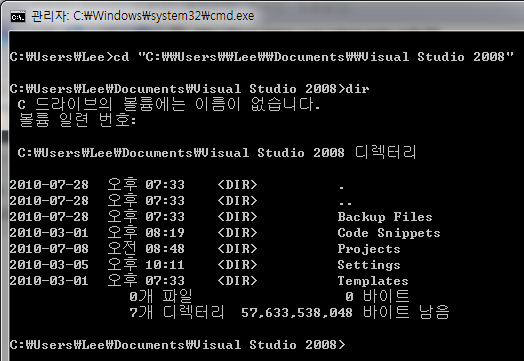 관리자: C:₩Windows₩system32₩cmd.exe
C:₩Users₩Lee>cd "C:₩₩Users₩₩Lee₩₩Documents₩₩Visual Studio 2008"
C:₩Users₩Lee₩Documents₩Visual Studio 2008>dir
C 드라이브의 볼륨에는 이름이 없습니다.
볼륨 일련 번호:
C:₩Users₩Lee₩Documents₩Visual Studio 2008 디렉터리
2010-07-28 오후 07:33 <DIR> .
2010-07-28 오후 07:33 <DIR> ..
2010-07-28 오후 07:33 <DIR> Backup Files
2010-03-01 오후 08:19 <DIR> Code Snippets
2010-07-08 오전 08:48 <DIR> Projects
2010-03-05 오후 10:11 <DIR> Settings
2010-03-01 오후 07:33 <DIR> Templates
0개 파일 0 바이트
7개 디렉터리 57,633,538,048 바이트 남음
C:₩Users₩Lee₩Documents₩Visual Studio 2008>